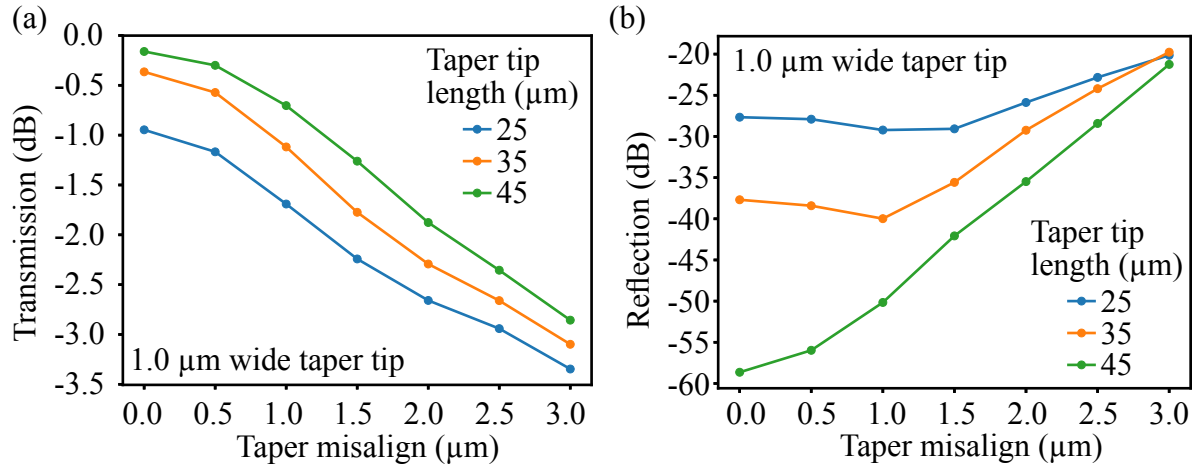 (a)
0.0
-0.5
-1.0
-1.5
-2.0
-2.5
-3.0
-3.5
Transmission (dB)
Taper tip
length (μm)
25
35
45
1.0 μm wide taper tip
0.0 0.5 1.0 1.5 2.0 2.5 3.0
Taper misalign (μm)
(b)
-20
-25
-30
-35
-40
-45
-50
-55
-60
Reflection (dB)
1.0 μm wide taper tip
Taper tip
length (μm)
25
35
45
0.0 0.5 1.0 1.5 2.0 2.5 3.0
Taper misalign (μm)